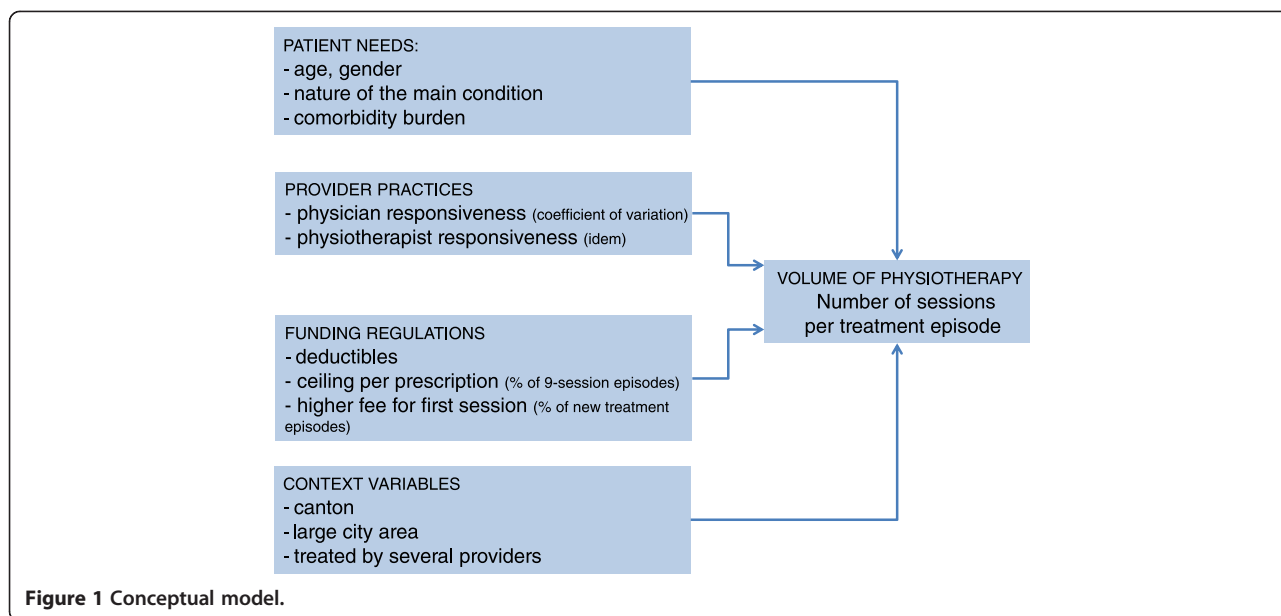 PATIENT NEEDS:
- age, gender
- nature of the main condition
- comorbidity burden
PROVIDER PRACTICES
- physician responsiveness (coefficient of variation)
- physiotherapist responsiveness (idem)
VOLUME OF PHYSIOTHERAPY
Number of sessions
per treatment episode
FUNDING REGULATIONS
- deductibles
- ceiling per prescription (% of 9-session episodes)
- higher fee for first session (% of new treatment
episodes)
CONTEXT VARIABLES
- canton
- large city area
- treated by several providers
Figure 1 Conceptual model.